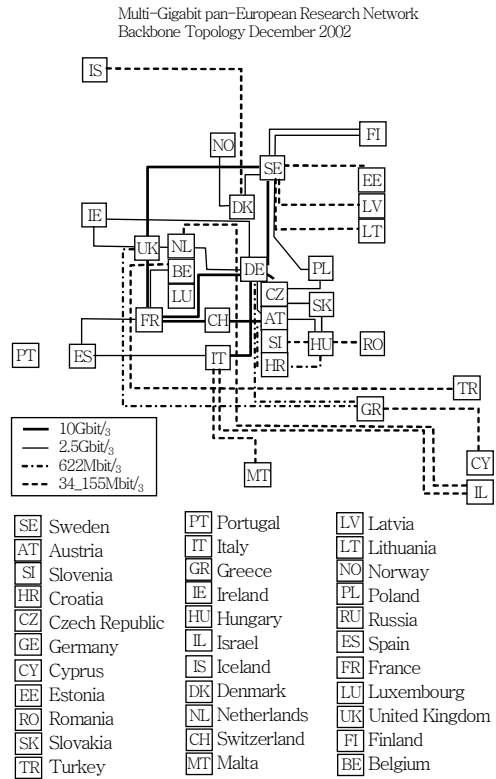 Multi-Gigabit pan-European Research Network
Backbone Topology December 2002
IS
NO
FI
SE
EE
DK
LV
IE
LT
UK
NL
DE
PL
BE
CZ
LU
SK
FR
CH
AT
SI
HU
RO
PT
ES
IT
HR
TR
GR
CY
MT
IL
10Gbit/3
2.5Gbit/3
622Mbit/3
34_155Mbit/3
SE Sweden
AT Austria
SI Slovenia
HR Croatia
CZ Czech Republic
GE Germany
CY Cyprus
EE Estonia
RO Romania
SK Slovakia
TR Turkey
PT Portugal
IT Italy
GR Greece
IE Ireland
HU Hungary
IL Israel
IS Iceland
DK Denmark
NL Netherlands
CH Switzerland
MT Malta
LV Latvia
LT Lithuania
NO Norway
PL Poland
RU Russia
ES Spain
FR France
LU Luxembourg
UK United Kingdom
FI Finland
BE Belgium